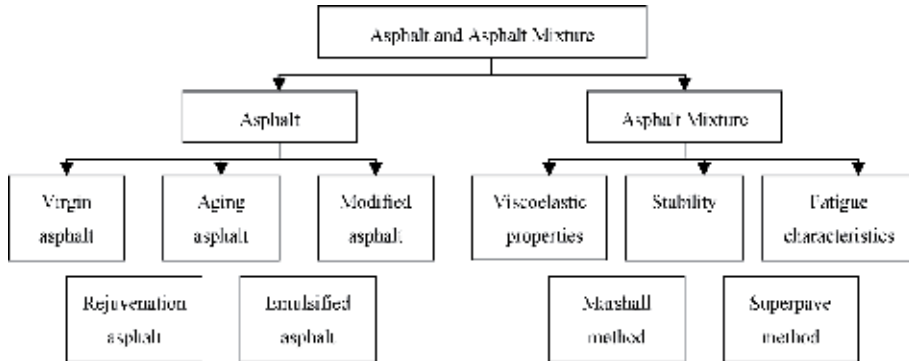 Asphalt and Asphalt Mixture
Asphalt
Asphalt Mixture
Virgin
asphalt
Aging
asphalt
Modified
asphalt
Viscoelastic
properties
Stability
Fatigue
characteristics
Rejuvenation
asphalt
Emulsified
asphalt
Marshall
method
Superpave
method